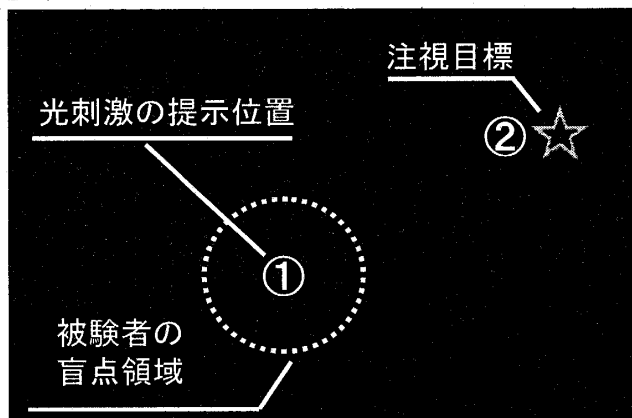 注視目標
光刺激の提示位置
②
①
被験者の
盲点領域